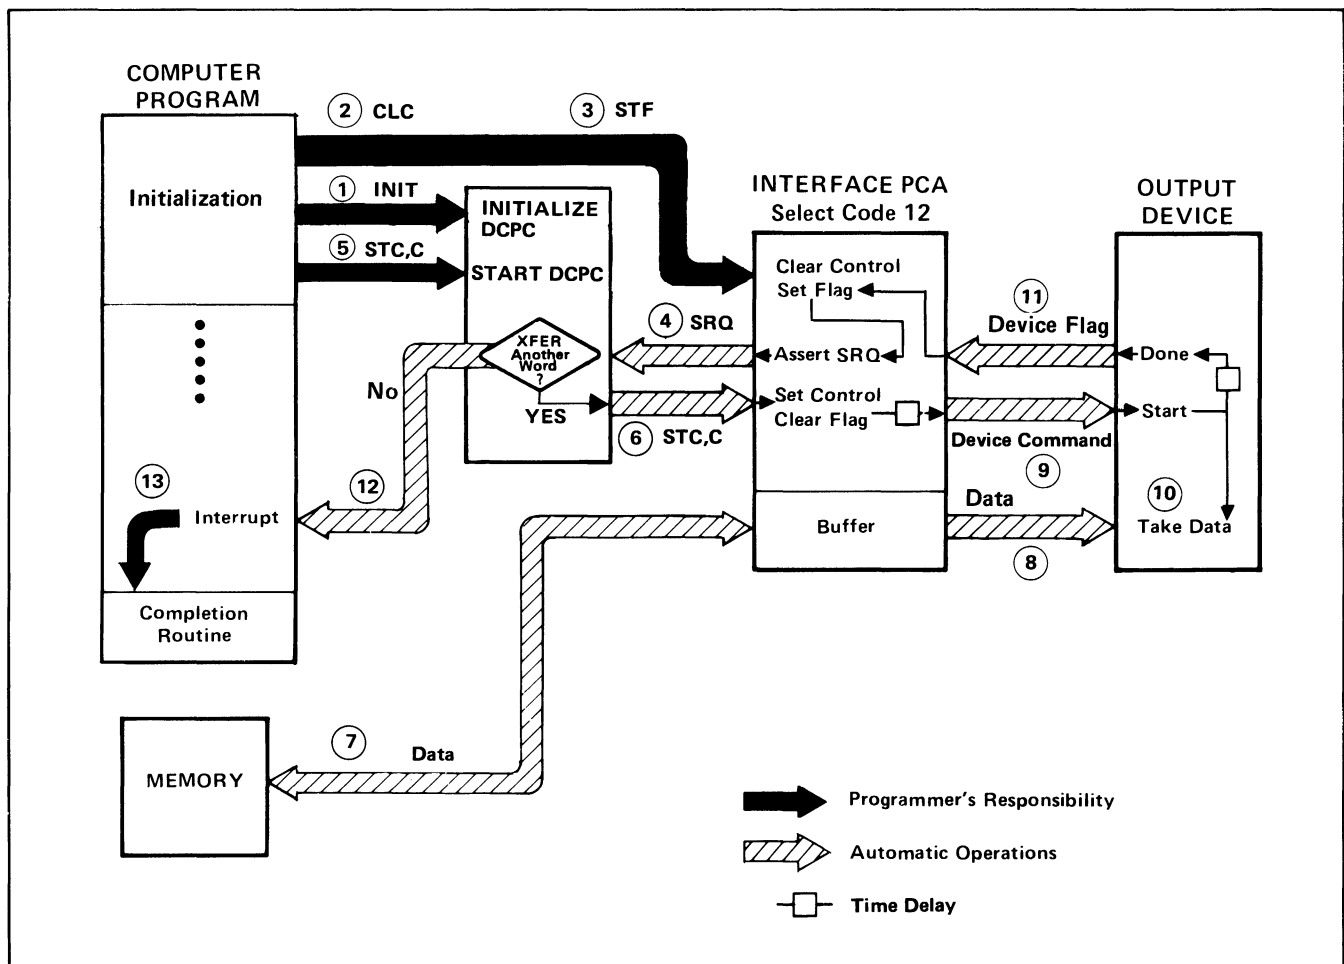 COMPUTER
PROGRAM
2 CLC
3 STF
Initialization
1 INIT
5 STC,C
INITIALIZE
DCPC
START DCPC
XFER
Another
Word
?
YES
No
4 SRQ
6 STC,C
INTERFACE PCA
Select Code 12
Clear Control
Set Flag
Assert SRQ
Set Control
Clear Flag
Buffer
OUTPUT
DEVICE
11
Device Flag
Done
Start
Device Command
9
Data
8
10
Take Data
12
13
Interrupt
Completion
Routine
7 Data
MEMORY
Programmer's Responsibility
Automatic Operations
Time Delay